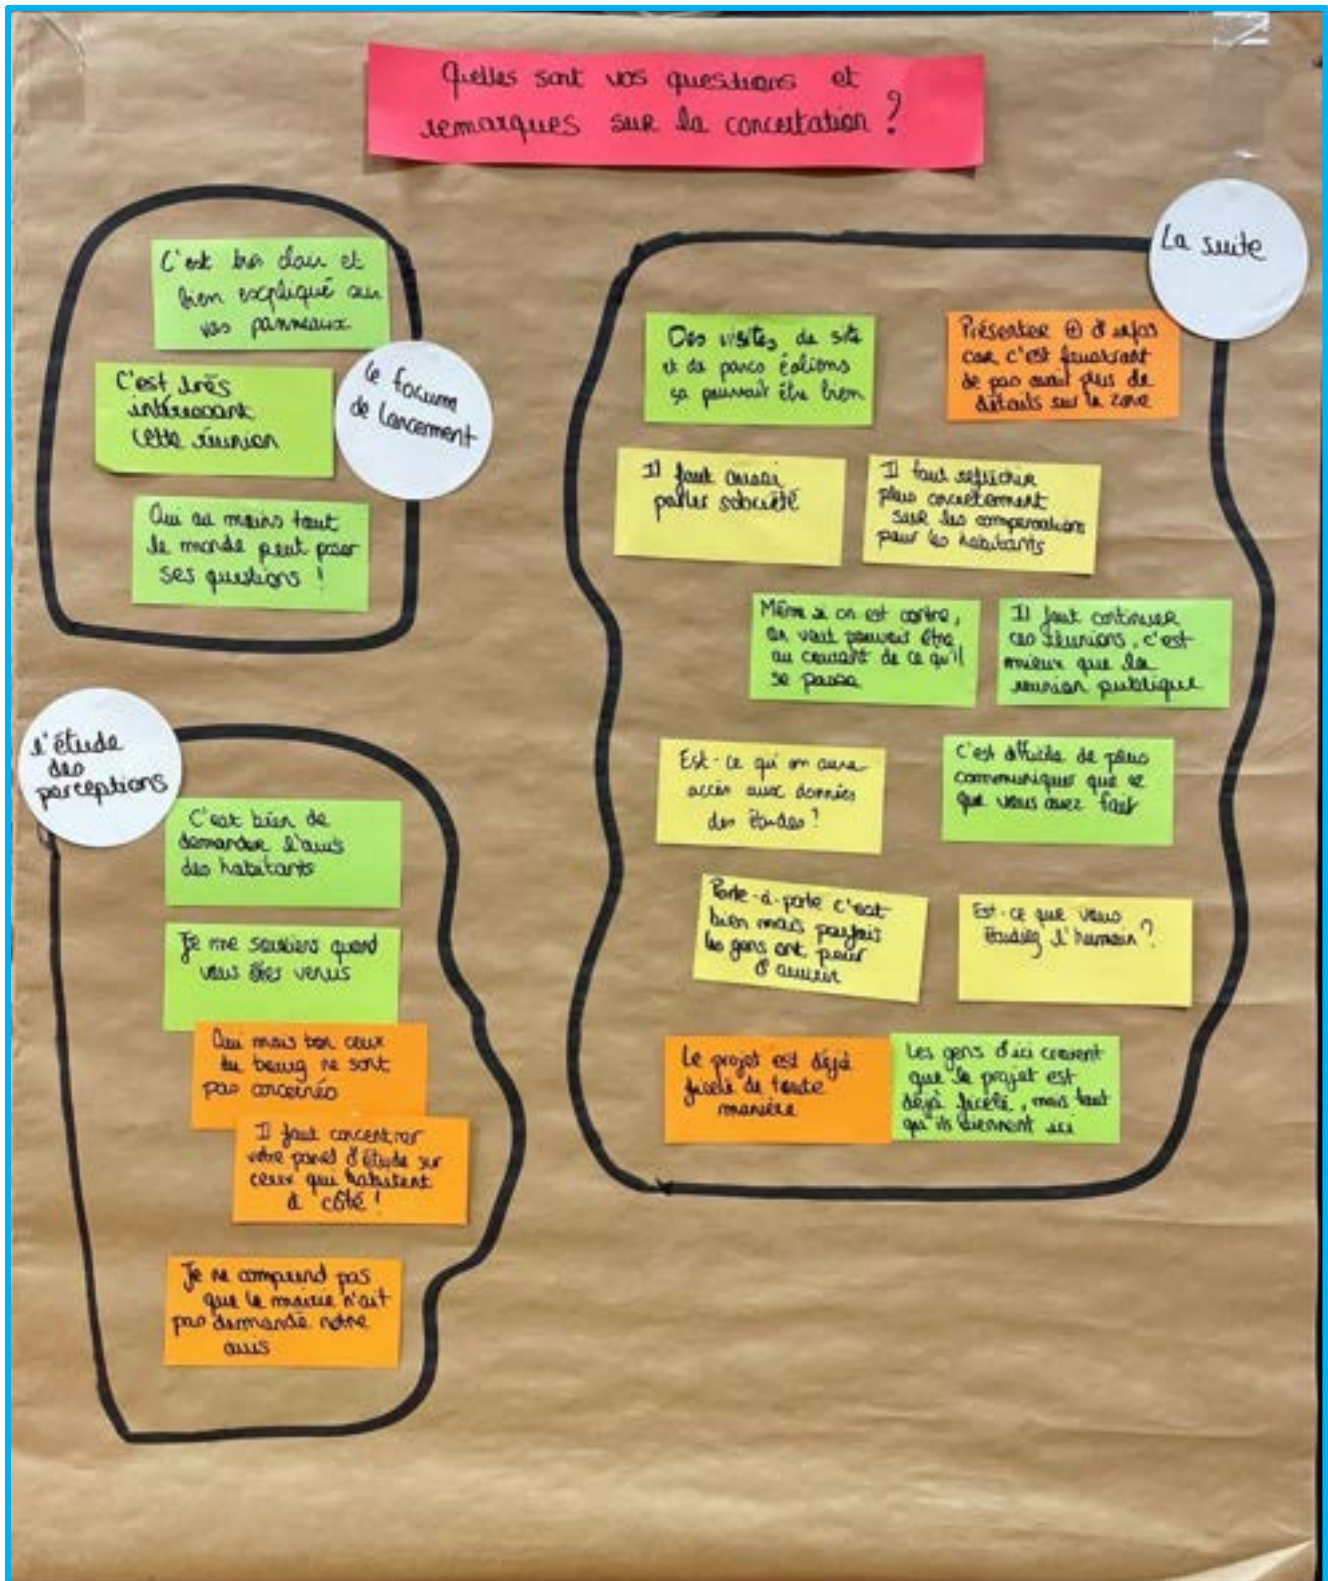 Quelles sont vos questions et
remarques sur la concertation ?
Le forum
de lancement
C'est très clair et
bien expliqué sur
vos panneaux
C'est très
intéressant
cette réunion
Oui au moins tout
le monde peut poser
ses questions !
l'étude
des
perceptions
C'est bien de
demander l'avis
des habitants
Je me souviens quand
vous êtes venus
Oui mais bon ceux
du bourg ne sont
pas concernés
Il faut concentrer
votre panel d'étude sur
ceux qui habitent
à côté !
Je ne comprend pas
que la mairie n'ait
pas demandé notre
avis
La suite
Des visites de site
et de parcs éoliens
ça pourrait être bien
Présenter ⊕ d'infos
car c'est frustrant
de pas avoir plus de
détails sur la zone
Il faut aussi
parler sobriété
Il faut réfléchir
plus concrètement
sur les compensations
pour les habitants
Même si on est contre,
on veut pouvoir être
au courant de ce qu'il
se passe
Il faut continuer
ces réunions, c'est
mieux que la
réunion publique
Est-ce qu'on aura
accès aux données
des études ?
C'est difficile de plus
communiquer que ce
que vous avez fait
Porte-à-porte c'est
bien mais parfois
les gens ont peur
d'ouvrir
Est-ce que vous
étudiez l'humain ?
Le projet est déjà
ficelé de toute
manière
Les gens d'ici croient
que le projet est
déjà ficelé, mais faut
qu'ils viennent ici